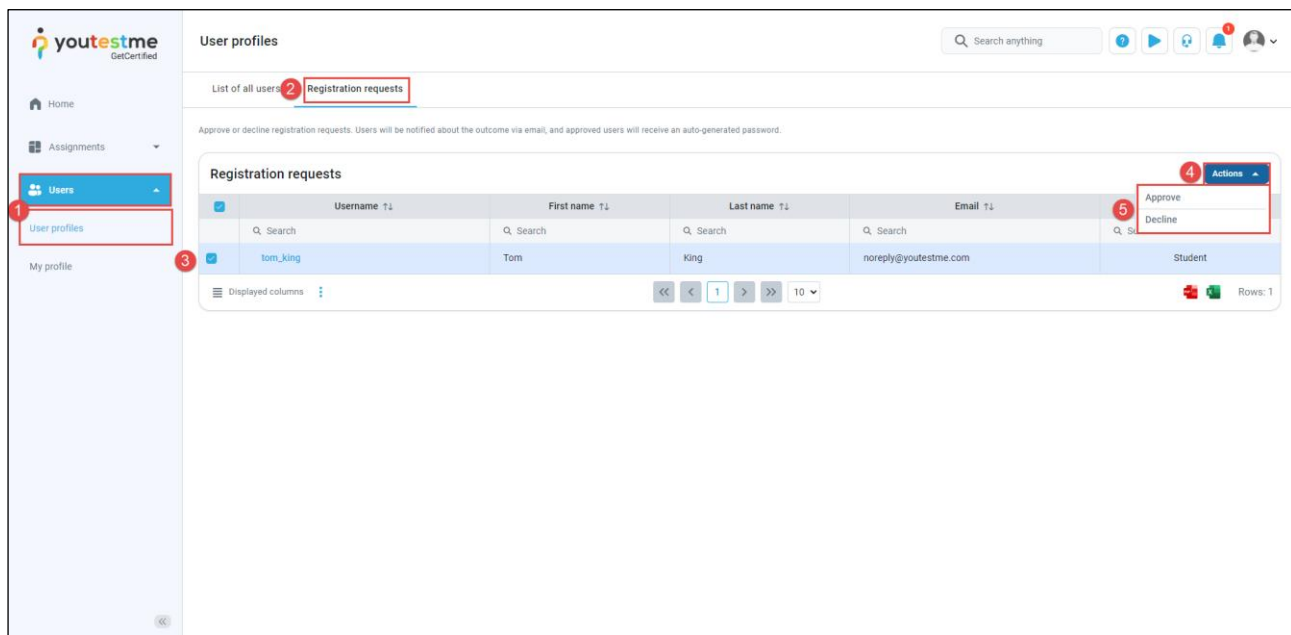 youtestme
GetCertified
User profiles
Search anything
1
List of all users
2
Registration requests
Home
Assignments
Users
1
User profiles
My profile
Approve or decline registration requests. Users will be notified about the outcome via email, and approved users will receive an auto-generated password.
Registration requests
4
Actions
Username
First name
Last name
Email
5
Approve
Decline
Search
Search
Search
Search
3
tom_king
Tom
King
noreply@youtestme.com
Student
Displayed columns
1
10
Rows: 1